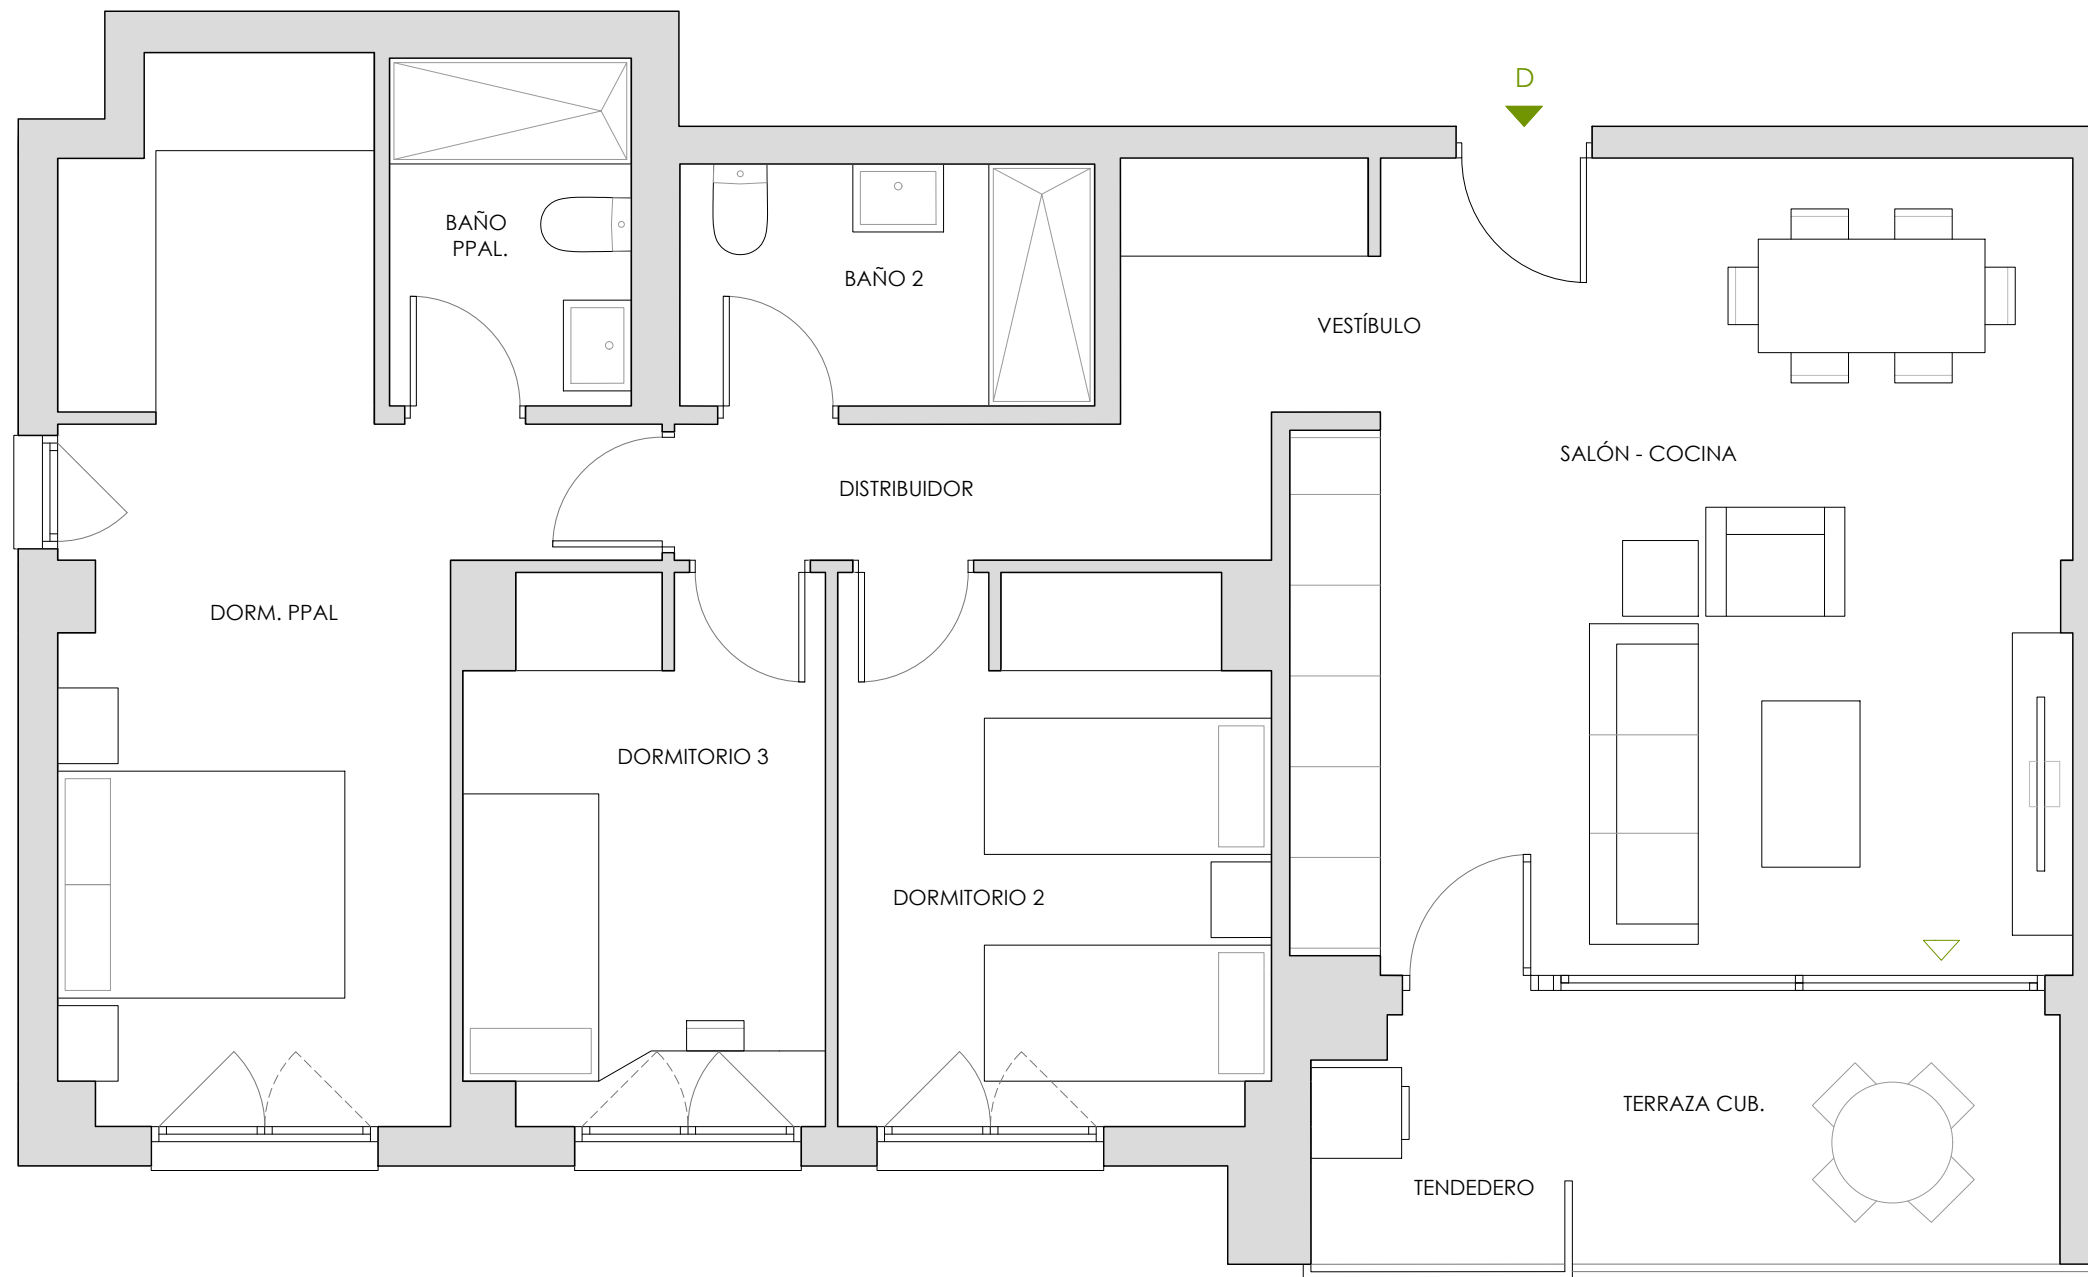 D
BAÑO
PPAL.
BAÑO 2
VESTÍBULO
SALÓN - COCINA
DISTRIBUIDOR
DORM. PPAL
DORMITORIO 3
DORMITORIO 2
TERRAZA CUB.
TENDEDERO